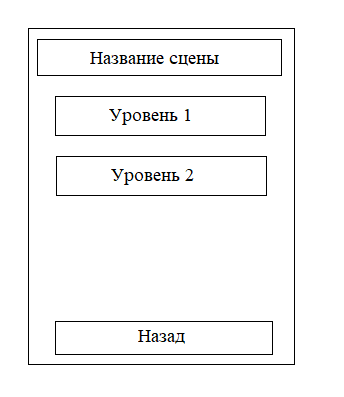 Название сцены
Уровень 1
Уровень 2
Назад